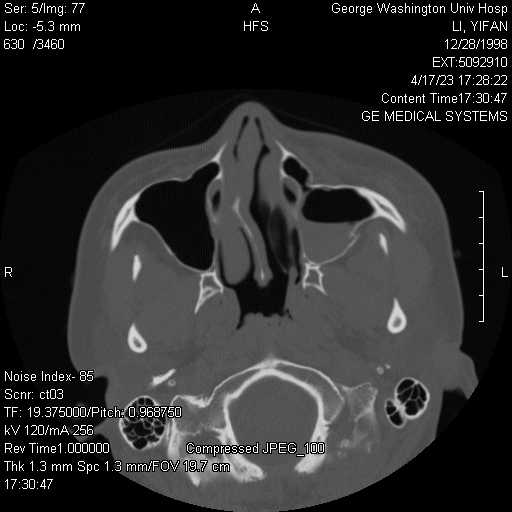 Ser: 5/Img: 77
Loc: -5.3 mm
630 /3460
A
HFS
George Washington Univ Hosp
LI, YIFAN
12/28/1998
EXT:5092910
4/17/23 17:28:22
Content Time17:30:47
GE MEDICAL SYSTEMS
R
L
Noise Index- 85
Scnr: ct03
TF: 19.375000/Pitch: 0.968750
kV 120/mA.256
Rev Time1.000000
Compressed JPEG_100
Thk 1.3 mm Spc 1.3 mm/FOV 19.7 cm
17:30:47